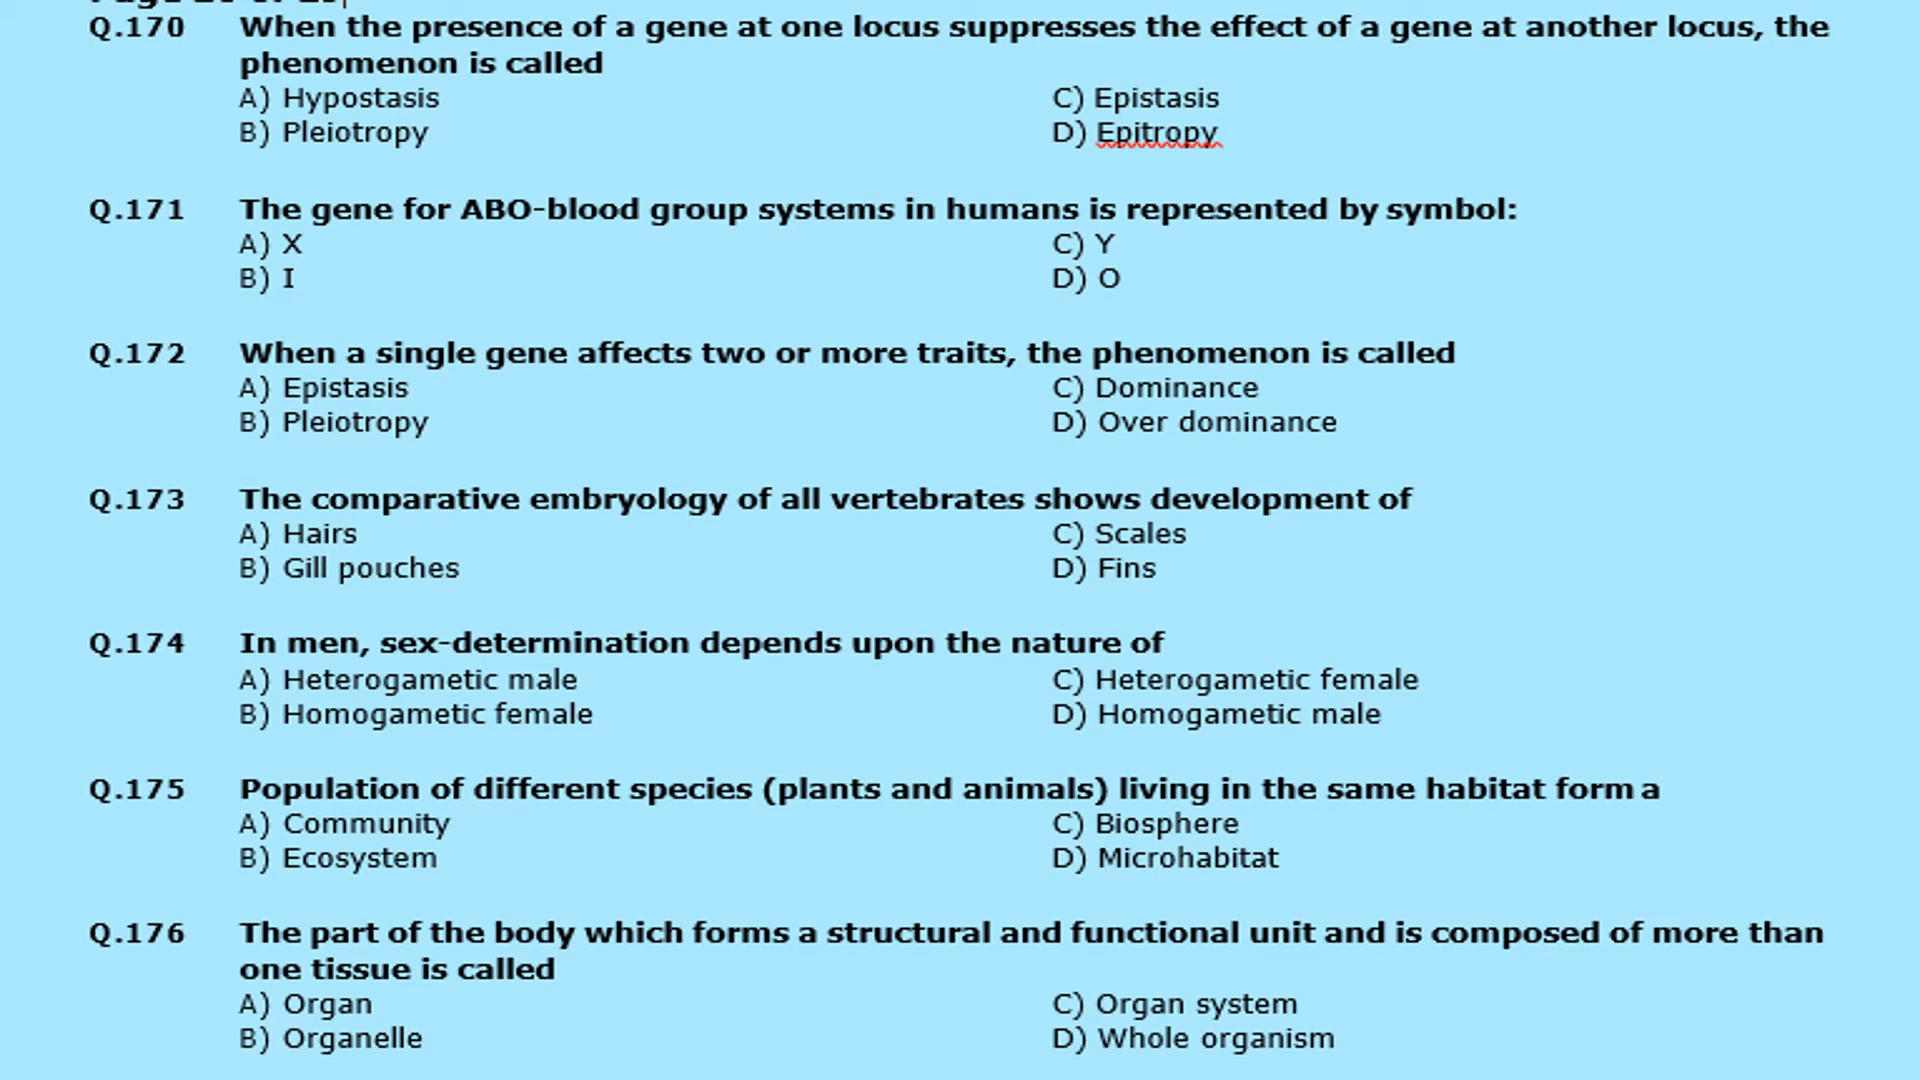 Q.170 When the presence of a gene at one locus suppresses the effect of a gene at another locus, the
phenomenon is called
A) Hypostasis C) Epistasis
B) Pleiotropy D) Epitropy
Q.171 The gene for ABO-blood group systems in humans is represented by symbol:
A) X C) Y
B) I D) O
Q.172 When a single gene affects two or more traits, the phenomenon is called
A) Epistasis C) Dominance
B) Pleiotropy D) Over dominance
Q.173 The comparative embryology of all vertebrates shows development of
A) Hairs C) Scales
B) Gill pouches D) Fins
Q.174 In men, sex-determination depends upon the nature of
A) Heterogametic male C) Heterogametic female
B) Homogametic female D) Homogametic male
Q.175 Population of different species (plants and animals) living in the same habitat form a
A) Community C) Biosphere
B) Ecosystem D) Microhabitat
Q.176 The part of the body which forms a structural and functional unit and is composed of more than
one tissue is called
A) Organ C) Organ system
B) Organelle D) Whole organism